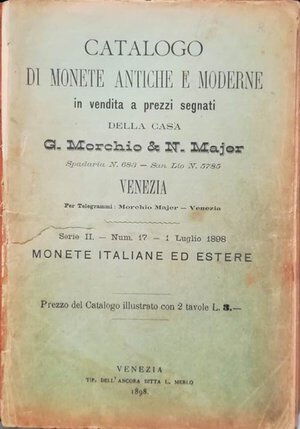 CATALOGO
DI MONETE ANTICHE E MODERNE
in vendita a prezzi segnati
DELLA CASA
G. Morchio & N. Majer
Spadaria N. 683 — San Lio N. 5785
VENEZIA
Per Telegrammi: Morchio Majer — Venezia
Serie II. — Num. 17 — 1 Luglio 1898
MONETE ITALIANE ED ESTERE
Prezzo del Catalogo illustrato con 2 tavole L. 3.—
VENEZIA
TIP. DELL'ANCORA DITTA L. MERLO
1898.